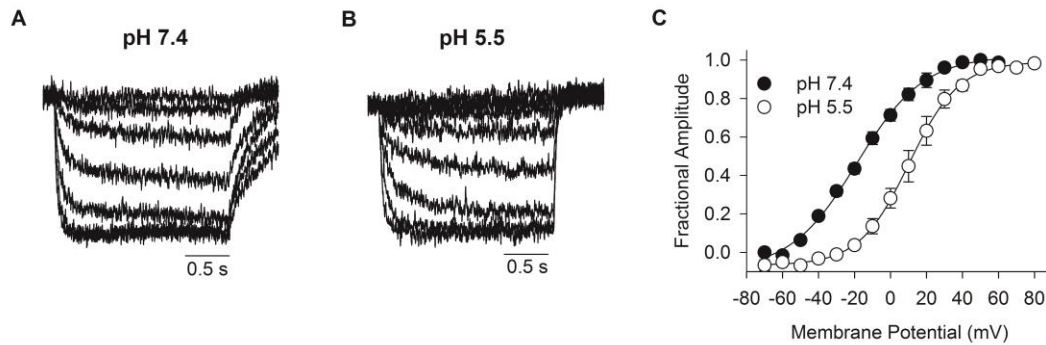 A
pH 7.4
0.5 s
B
pH 5.5
0.5 s
C
Fractional Amplitude
1.0
0.8
0.6
0.4
0.2
0.0
pH 7.4
pH 5.5
-80 -60 -40 -20 0 20 40 60 80
Membrane Potential (mV)